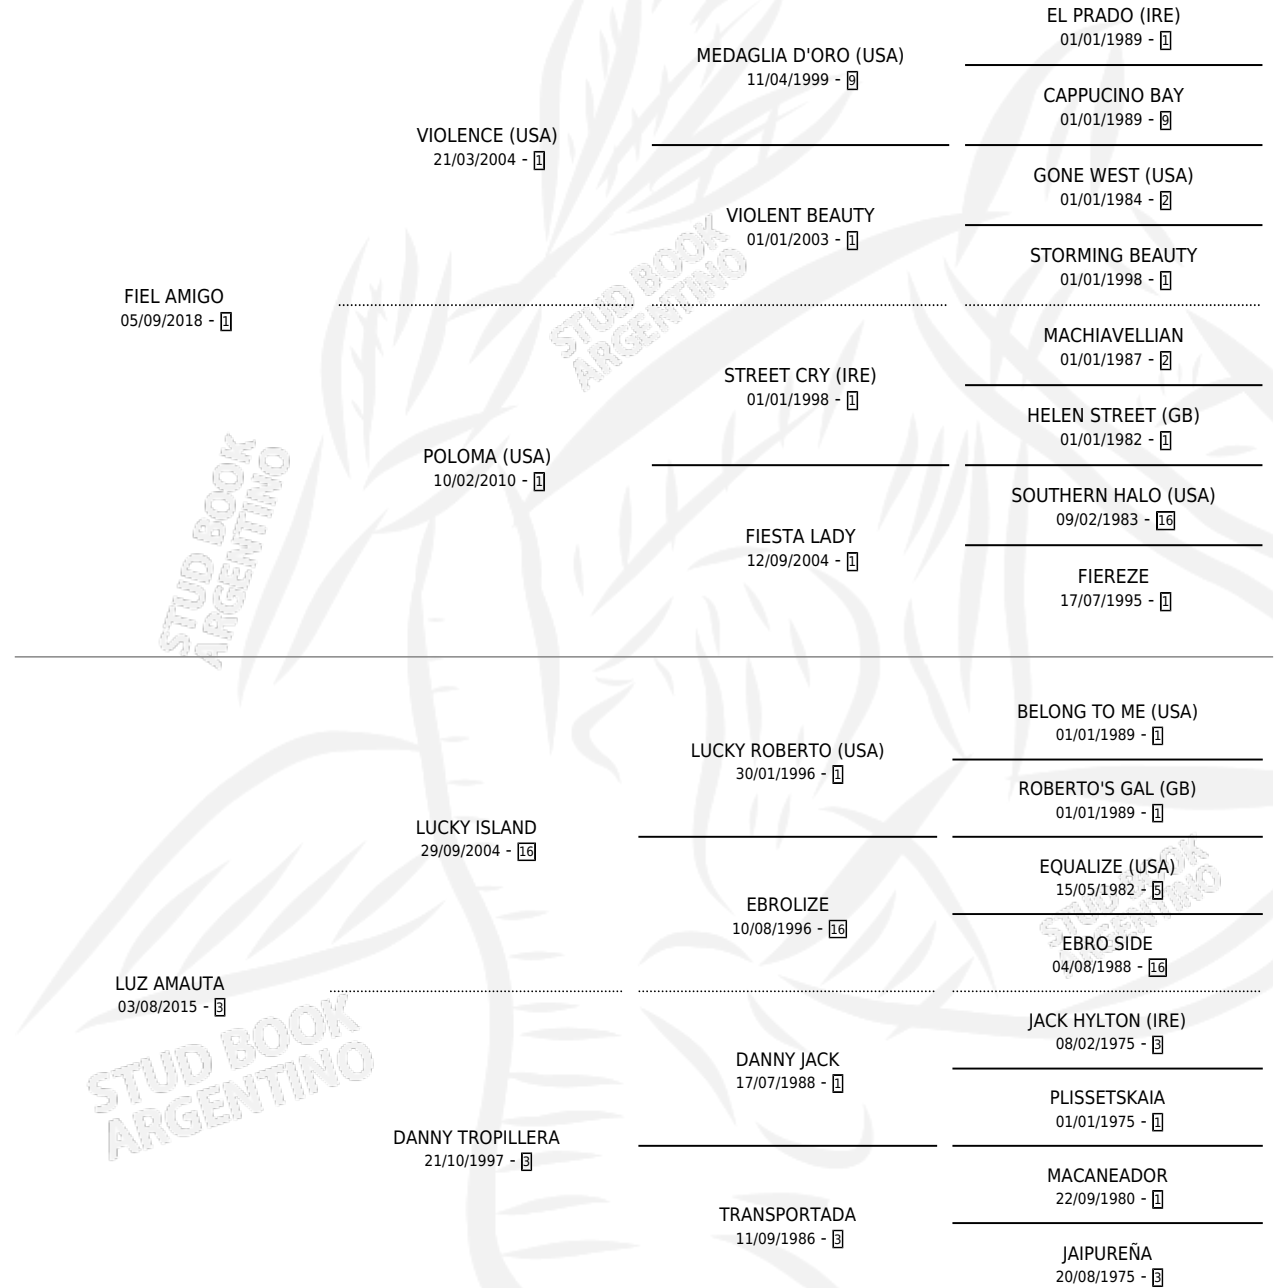 EL PRADO (IRE)
01/01/1989 - 1
MEDAGLIA D'ORO (USA)
11/04/1999 - 9
CAPPUCINO BAY
01/01/1989 - 9
VIOLENCE (USA)
21/03/2004 - 1
GONE WEST (USA)
01/01/1984 - 2
VIOLENT BEAUTY
01/01/2003 - 1
STORMING BEAUTY
01/01/1998 - 1
FIEL AMIGO
05/09/2018 - 1
STUD BOOK
ARGENTINO
MACHIAVELLIAN
01/01/1987 - 2
STREET CRY (IRE)
01/01/1998 - 1
HELEN STREET (GB)
01/01/1982 - 1
POLOMA (USA)
10/02/2010 - 1
SOUTHERN HALO (USA)
09/02/1983 - 16
FIESTA LADY
12/09/2004 - 1
FIEREZE
17/07/1995 - 1
STUD BOOK
ARGENTINO
BELONG TO ME (USA)
01/01/1989 - 1
LUCKY ROBERTO (USA)
30/01/1996 - 1
ROBERTO'S GAL (GB)
01/01/1989 - 1
LUCKY ISLAND
29/09/2004 - 16
EQUALIZE (USA)
15/05/1982 - 5
EBROLIZE
10/08/1996 - 16
STUD BOOK
ARGENTINO
EBRO SIDE
04/08/1988 - 16
LUZ AMAUTA
03/08/2015 - 3
JACK HYLTON (IRE)
08/02/1975 - 3
DANNY JACK
17/07/1988 - 1
STUD BOOK
ARGENTINO
PLISSETSKAIA
01/01/1975 - 1
DANNY TROPILLERA
21/10/1997 - 3
MACANEADOR
22/09/1980 - 1
TRANSPORTADA
11/09/1986 - 3
JAIPUREÑA
20/08/1975 - 3